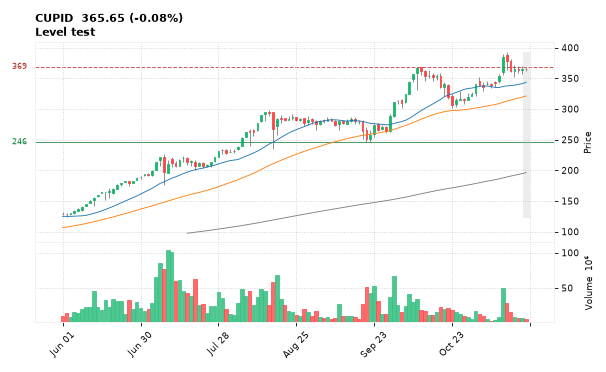 CUPID 365.65 (-0.08%)
Level test
369
246
400
350
300
250
200
150
100
Price
100
50
Volume 10⁶
Jun 01
Jun 30
Jul 28
Aug 25
Sep 23
Oct 23